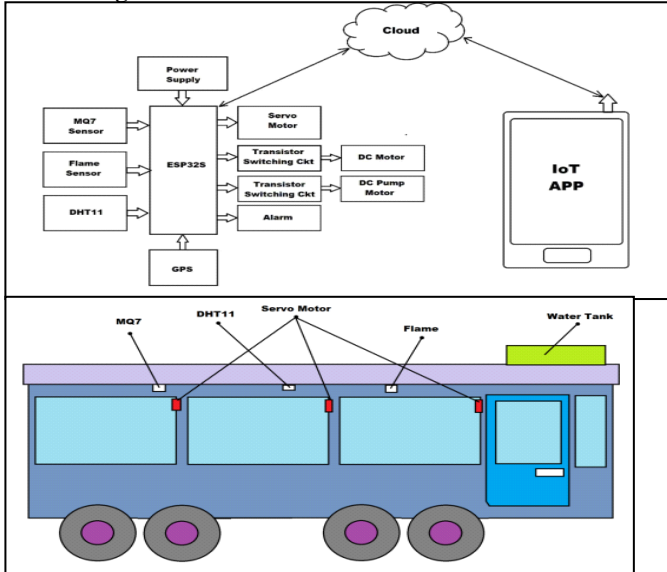 Cloud
Power
Supply
MQ7
Sensor
Flame
Sensor
DHT11
ESP32S
GPS
Servo
Motor
Transistor
Switching Ckt
DC Motor
Transistor
Switching Ckt
DC Pump
Motor
Alarm
IoT
APP
MQ7
DHT11
Servo Motor
Flame
Water Tank